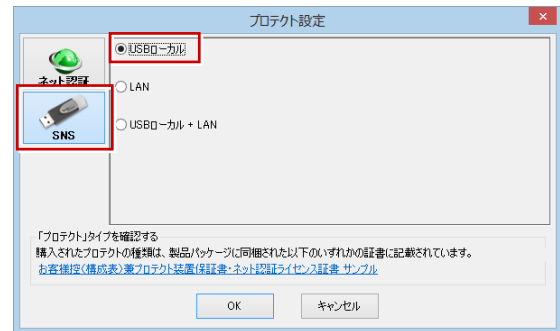 プロテクト設定
×
ネット認証
SNS
USBローカル
LAN
USBローカル + LAN
「プロテクト」タイプを確認する
購入されたプロテクトの種類は、製品パッケージに同梱された以下のいずれかの証書に記載されています。
お客様控(構成表)兼プロテクト装置保証書・ネット認証ライセンス証書 サンプル
OK
キャンセル